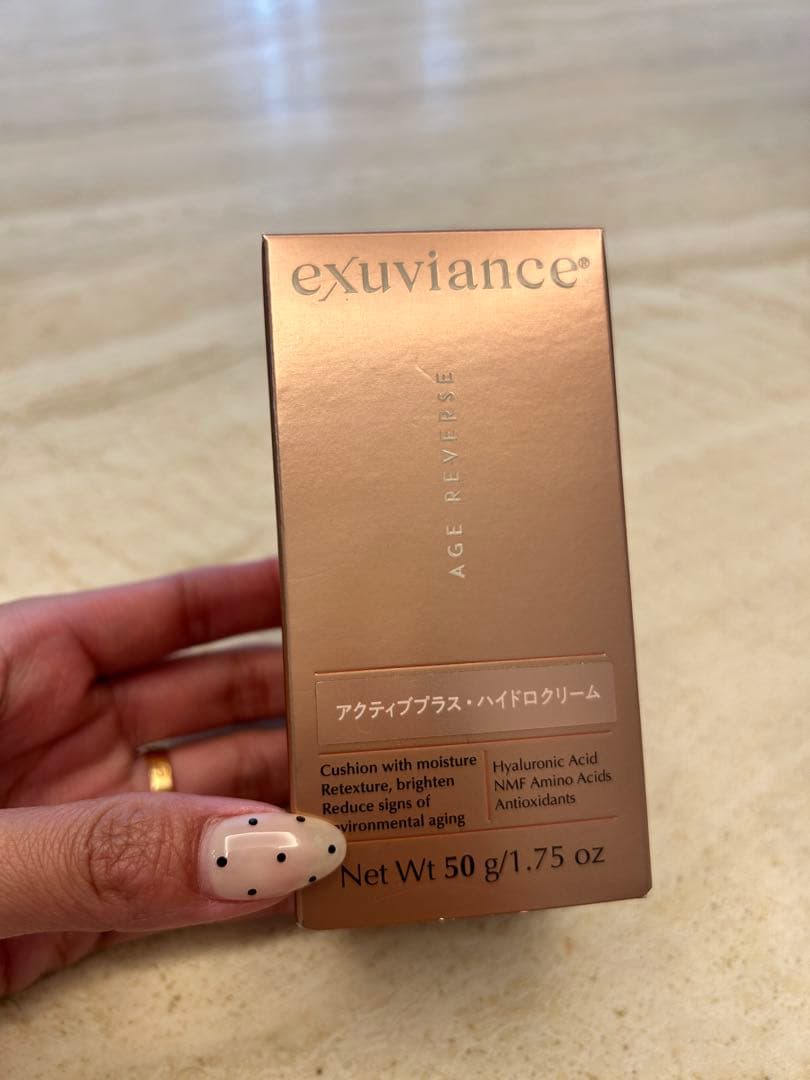 exuviance®
AGE REVERSE
アクティブプラス・ハイドロクリーム
Cushion with moisture
Retexture, brighten
Reduce signs of
aging
Hyaluronic Acid
NMF Amino Acids
Antioxidants
Net Wt 50 g/1.75 oz